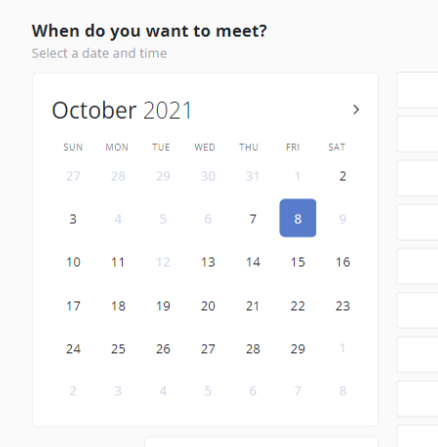 When do you want to meet?
Select a date and time
October 2021
SUN MON TUE WED THU FRI SAT
27 28 29 30 31 1 2
3 4 5 6 7 8 9
10 11 12 13 14 15 16
17 18 19 20 21 22 23
24 25 26 27 28 29 1
2 3 4 5 6 7 8